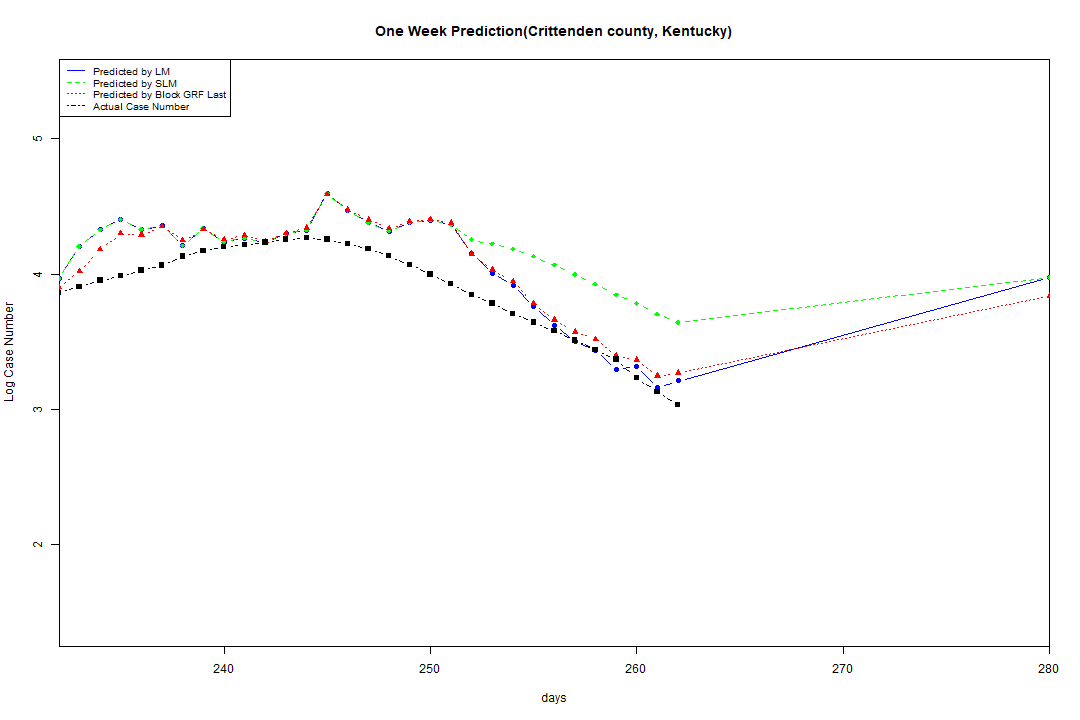 One Week Prediction(Crittenden county, Kentucky)
Predicted by LM
Predicted by SLM
Predicted by Block GRF Last
Actual Case Number
5
4
3
2
Log Case Number
240 250 260 270 280
days